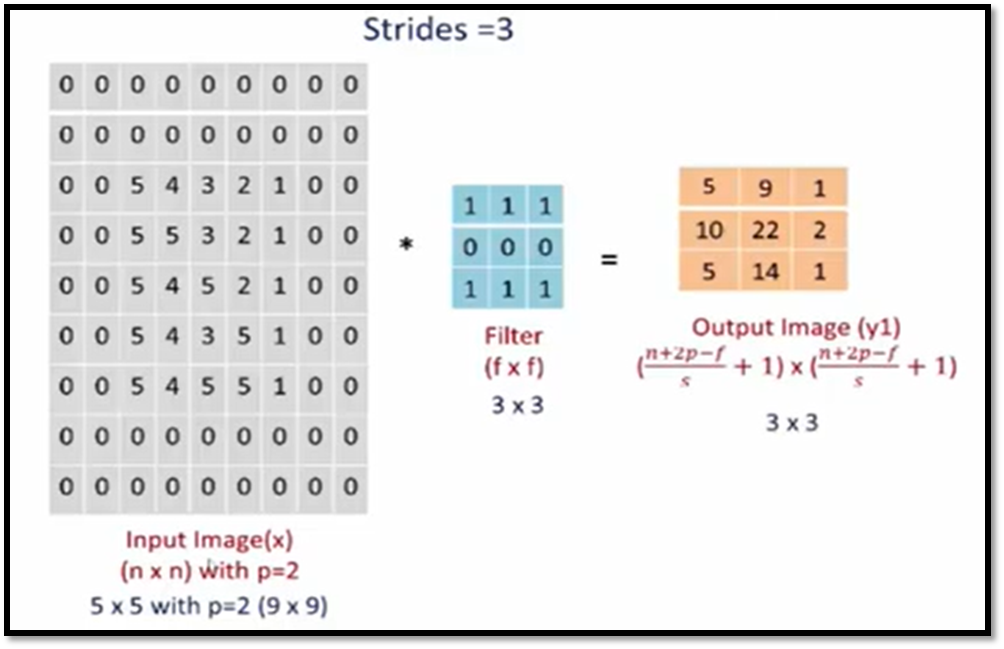 Strides =3
0 0 0 0 0 0 0 0 0
0 0 0 0 0 0 0 0 0
0 0 5 4 3 2 1 0 0
0 0 5 5 3 2 1 0 0
0 0 5 4 5 2 1 0 0
0 0 5 4 3 5 1 0 0
0 0 5 4 5 5 1 0 0
0 0 0 0 0 0 0 0 0
0 0 0 0 0 0 0 0 0
Input Image(x)
(n x n) with p=2
5 x 5 with p=2 (9 x 9)
*
1 1 1
0 0 0
1 1 1
Filter
(f x f)
3 x 3
=
5 9 1
10 22 2
5 14 1
Output Image (y1)
(\frac{n+2p−f}{s} + 1) x (\frac{n+2p−f}{s} + 1)
3 x 3